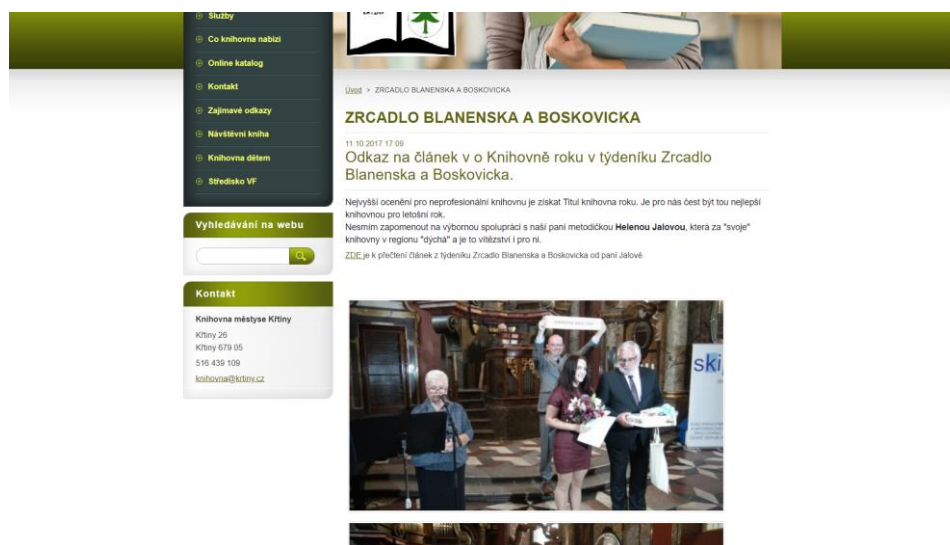 Služby
Co knihovna nabízí
Online katalog
Kontakt
Zajímavé odkazy
Návštěvní kniha
Knihovna dětem
Středisko VF
Vyhledávání na webu
Kontakt
Knihovna městyse Křtiny
Křtiny 26
Křtiny 679 05
516 439 109
knihovna@krtiny.cz
Úvod > ZRCADLO BLANENSKA A BOSKOVICKA
ZRCADLO BLANENSKA A BOSKOVICKA
11.10.2017 17:09
Odkaz na článek v o Knihovně roku v týdeníku Zrcadlo
Blanenska a Boskovicka.
Nejvyšší ocenění pro neprofesionální knihovnu je získat Titul knihovna roku. Je pro nás čest být tou nejlepší
knihovnou pro letošní rok.
Nesmím zapomenout na výbornou spolupráci s naší paní metodičkou Helenou Jalovou, která za "svoje"
knihovny v regionu "dýchá" a je to vítězství i pro ni.
ZDE je k přečtení článek z týdeníku Zrcadlo Blanenska a Boskovicka od paní Jalové
ski